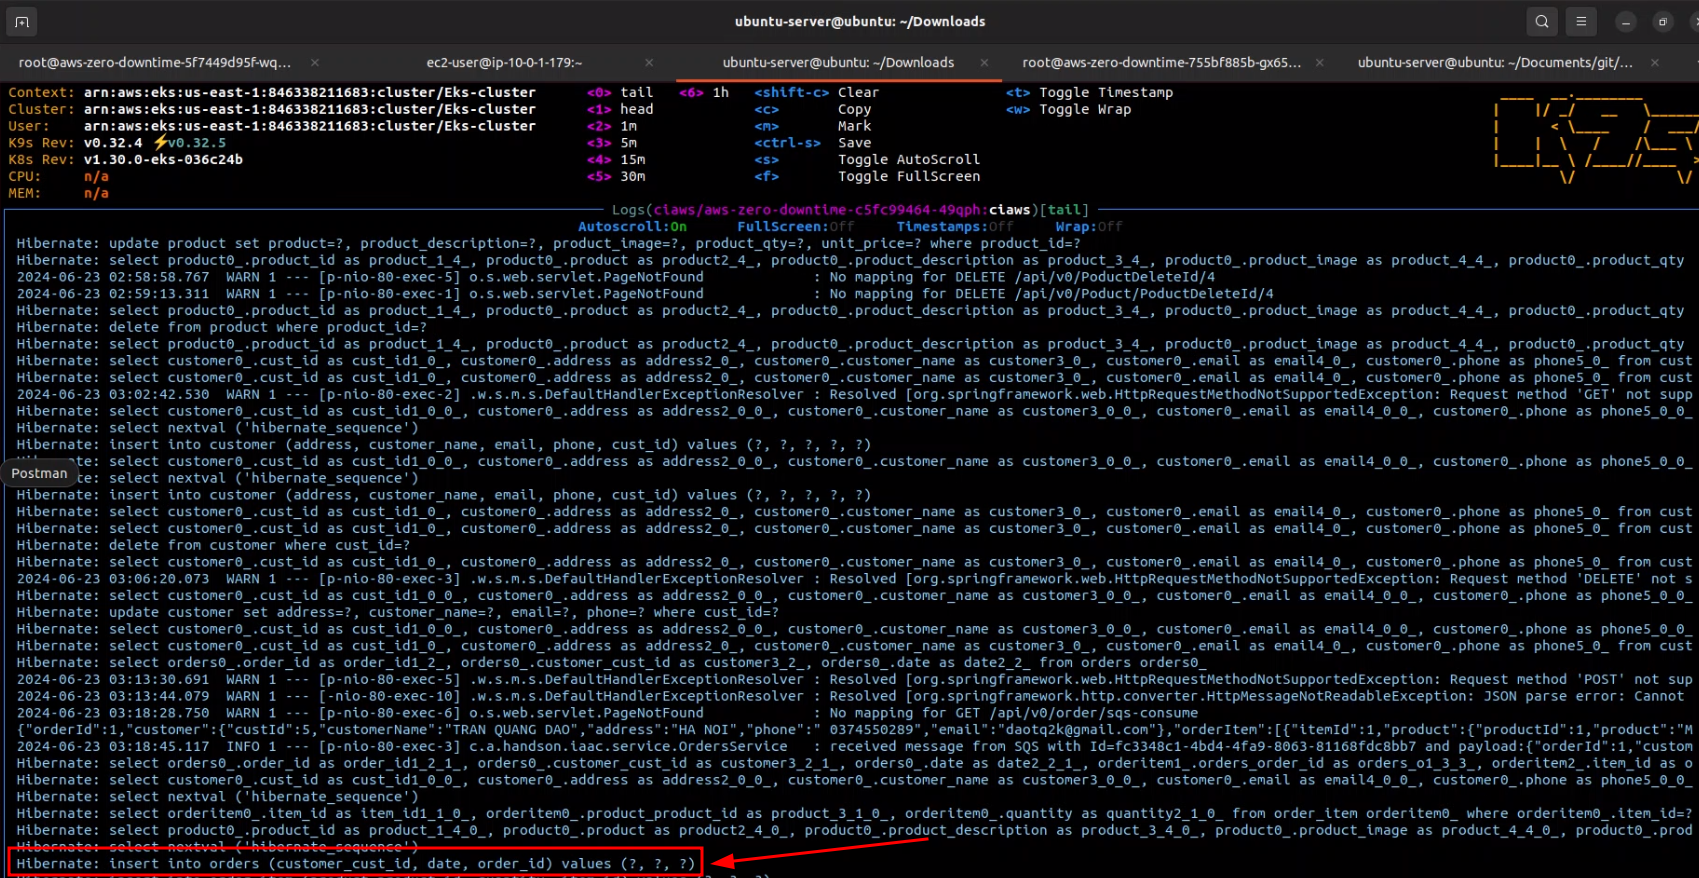 ubuntu-server@ubuntu: ~/Downloads
root@aws-zero-downtime-5f7449d95f-wq... × ec2-user@ip-10-0-1-179:~ × ubuntu-server@ubuntu: ~/Downloads × root@aws-zero-downtime-755bf885b-gx65... × ubuntu-server@ubuntu: ~/Documents/git/... ×
Context: arn:aws:eks:us-east-1:846338211683:cluster/Eks-cluster <0> tail <6> 1h <shift-c> Clear <t> Toggle Timestamp
Cluster: arn:aws:eks:us-east-1:846338211683:cluster/Eks-cluster <1> head <c> Copy <w> Toggle Wrap
User: arn:aws:eks:us-east-1:846338211683:cluster/Eks-cluster <2> 1m <m> Mark
K9s Rev: v0.32.4 ⚡v0.32.5 <3> 5m <ctrl-s> Save
K8s Rev: v1.30.0-eks-036c24b <4> 15m <s> Toggle AutoScroll
CPU: n/a <5> 30m <f> Toggle FullScreen
MEM: n/a
Logs(ciaws/aws-zero-downtime-c5fc99464-49qph:ciaws)[tail]
Autoscroll:On FullScreen:Off Timestamps:Off Wrap:Off
Hibernate: update product set product=?, product_description=?, product_image=?, product_qty=?, unit_price=? where product_id=?
Hibernate: select product0_.product_id as product_1_4_, product0_.product as product2_4_, product0_.product_description as product_3_4_, product0_.product_image as product_4_4_, product0_.product_qty
2024-06-23 02:58:58.767 WARN 1 --- [p-nio-80-exec-5] o.s.web.servlet.PageNotFound : No mapping for DELETE /api/v0/PoductDeleteId/4
2024-06-23 02:59:13.311 WARN 1 --- [p-nio-80-exec-1] o.s.web.servlet.PageNotFound : No mapping for DELETE /api/v0/Poduct/PoductDeleteId/4
Hibernate: select product0_.product_id as product_1_4_, product0_.product as product2_4_, product0_.product_description as product_3_4_, product0_.product_image as product_4_4_, product0_.product_qty
Hibernate: delete from product where product_id=?
Hibernate: select product0_.product_id as product_1_4_, product0_.product as product2_4_, product0_.product_description as product_3_4_, product0_.product_image as product_4_4_, product0_.product_qty
Hibernate: select customer0_.cust_id as cust_id1_0_, customer0_.address as address2_0_, customer0_.customer_name as customer3_0_, customer0_.email as email4_0_, customer0_.phone as phone5_0_ from cust
Hibernate: select customer0_.cust_id as cust_id1_0_, customer0_.address as address2_0_, customer0_.customer_name as customer3_0_, customer0_.email as email4_0_, customer0_.phone as phone5_0_ from cust
2024-06-23 03:02:42.530 WARN 1 --- [p-nio-80-exec-2] .w.s.m.s.DefaultHandlerExceptionResolver : Resolved [org.springframework.web.HttpRequestMethodNotSupportedException: Request method 'GET' not supp
Hibernate: select customer0_.cust_id as cust_id1_0_0_, customer0_.address as address2_0_0_, customer0_.customer_name as customer3_0_0_, customer0_.email as email4_0_0_, customer0_.phone as phone5_0_0_
Hibernate: select nextval ('hibernate_sequence')
Hibernate: insert into customer (address, customer_name, email, phone, cust_id) values (?, ?, ?, ?, ?)
Hibernate: select customer0_.cust_id as cust_id1_0_0_, customer0_.address as address2_0_0_, customer0_.customer_name as customer3_0_0_, customer0_.email as email4_0_0_, customer0_.phone as phone5_0_0_
Postman
select nextval ('hibernate_sequence')
Hibernate: insert into customer (address, customer_name, email, phone, cust_id) values (?, ?, ?, ?, ?)
Hibernate: select customer0_.cust_id as cust_id1_0_, customer0_.address as address2_0_, customer0_.customer_name as customer3_0_, customer0_.email as email4_0_, customer0_.phone as phone5_0_ from cust
Hibernate: select customer0_.cust_id as cust_id1_0_, customer0_.address as address2_0_, customer0_.customer_name as customer3_0_, customer0_.email as email4_0_, customer0_.phone as phone5_0_ from cust
Hibernate: delete from customer where cust_id=?
Hibernate: select customer0_.cust_id as cust_id1_0_, customer0_.address as address2_0_, customer0_.customer_name as customer3_0_, customer0_.email as email4_0_, customer0_.phone as phone5_0_ from cust
2024-06-23 03:06:20.073 WARN 1 --- [p-nio-80-exec-3] .w.s.m.s.DefaultHandlerExceptionResolver : Resolved [org.springframework.web.HttpRequestMethodNotSupportedException: Request method 'DELETE' not s
Hibernate: select customer0_.cust_id as cust_id1_0_0_, customer0_.address as address2_0_0_, customer0_.customer_name as customer3_0_0_, customer0_.email as email4_0_0_, customer0_.phone as phone5_0_0_
Hibernate: update customer set address=?, customer_name=?, email=?, phone=? where cust_id=?
Hibernate: select customer0_.cust_id as cust_id1_0_0_, customer0_.address as address2_0_0_, customer0_.customer_name as customer3_0_0_, customer0_.email as email4_0_0_, customer0_.phone as phone5_0_0_
Hibernate: select customer0_.cust_id as cust_id1_0_, customer0_.address as address2_0_, customer0_.customer_name as customer3_0_, customer0_.email as email4_0_, customer0_.phone as phone5_0_ from cust
Hibernate: select orders0_.order_id as order_id1_2_, orders0_.customer_cust_id as customer3_2_, orders0_.date as date2_2_ from orders orders0_
2024-06-23 03:13:30.691 WARN 1 --- [p-nio-80-exec-5] .w.s.m.s.DefaultHandlerExceptionResolver : Resolved [org.springframework.web.HttpRequestMethodNotSupportedException: Request method 'POST' not sup
2024-06-23 03:13:44.079 WARN 1 --- [-nio-80-exec-10] .w.s.m.s.DefaultHandlerExceptionResolver : Resolved [org.springframework.http.converter.HttpMessageNotReadableException: JSON parse error: Cannot
2024-06-23 03:18:28.750 WARN 1 --- [p-nio-80-exec-6] o.s.web.servlet.PageNotFound : No mapping for GET /api/v0/order/sqs-consume
{"orderId":1,"customer":{"custId":5,"customerName":"TRAN QUANG DAO","address":"HA NOI","phone":" 0374550289","email":"daotq2k@gmail.com"},"orderItem":[{"itemId":1,"product":{"productId":1,"product":"M
2024-06-23 03:18:45.117 INFO 1 --- [p-nio-80-exec-3] c.a.handson.iaac.service.OrdersService : received message from SQS with Id=fc3348c1-4bd4-4fa9-8063-81168fdc8bb7 and payload:{"orderId":1,"custom
Hibernate: select orders0_.order_id as order_id1_2_1_, orders0_.customer_cust_id as customer3_2_1_, orders0_.date as date2_2_1_, orderitem1_.orders_order_id as orders_o1_3_3_, orderitem2_.item_id as o
Hibernate: select customer0_.cust_id as cust_id1_0_0_, customer0_.address as address2_0_0_, customer0_.customer_name as customer3_0_0_, customer0_.email as email4_0_0_, customer0_.phone as phone5_0_0_
Hibernate: select nextval ('hibernate_sequence')
Hibernate: select orderitem0_.item_id as item_id1_1_0_, orderitem0_.product_product_id as product_3_1_0_, orderitem0_.quantity as quantity2_1_0_ from order_item orderitem0_ where orderitem0_.item_id=?
Hibernate: select product0_.product_id as product_1_4_0_, product0_.product as product2_4_0_, product0_.product_description as product_3_4_0_, product0_.product_image as product_4_4_0_, product0_.prod
Hibernate: select nextval ('hibernate_sequence')
Hibernate: insert into orders (customer_cust_id, date, order_id) values (?, ?, ?)